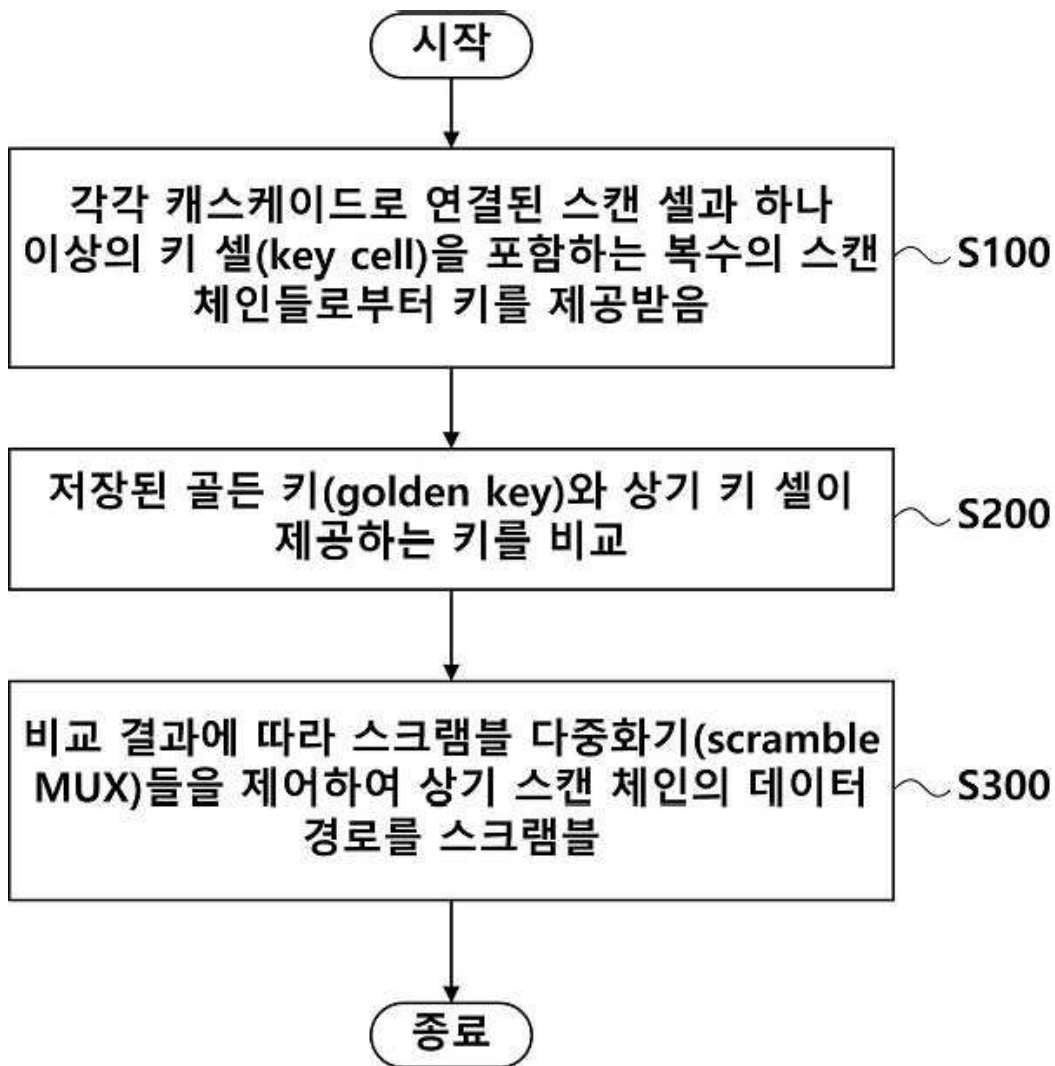 시작
각각 캐스케이드로 연결된 스캔 셀과 하나
이상의 키 셀(key cell)을 포함하는 복수의 스캔
체인들로부터 키를 제공받음
S100
저장된 골든 키(golden key)와 상기 키 셀이
제공하는 키를 비교
S200
비교 결과에 따라 스크램블 다중화기(scramble
MUX)들을 제어하여 상기 스캔 체인의 데이터
경로를 스크램블
S300
종료